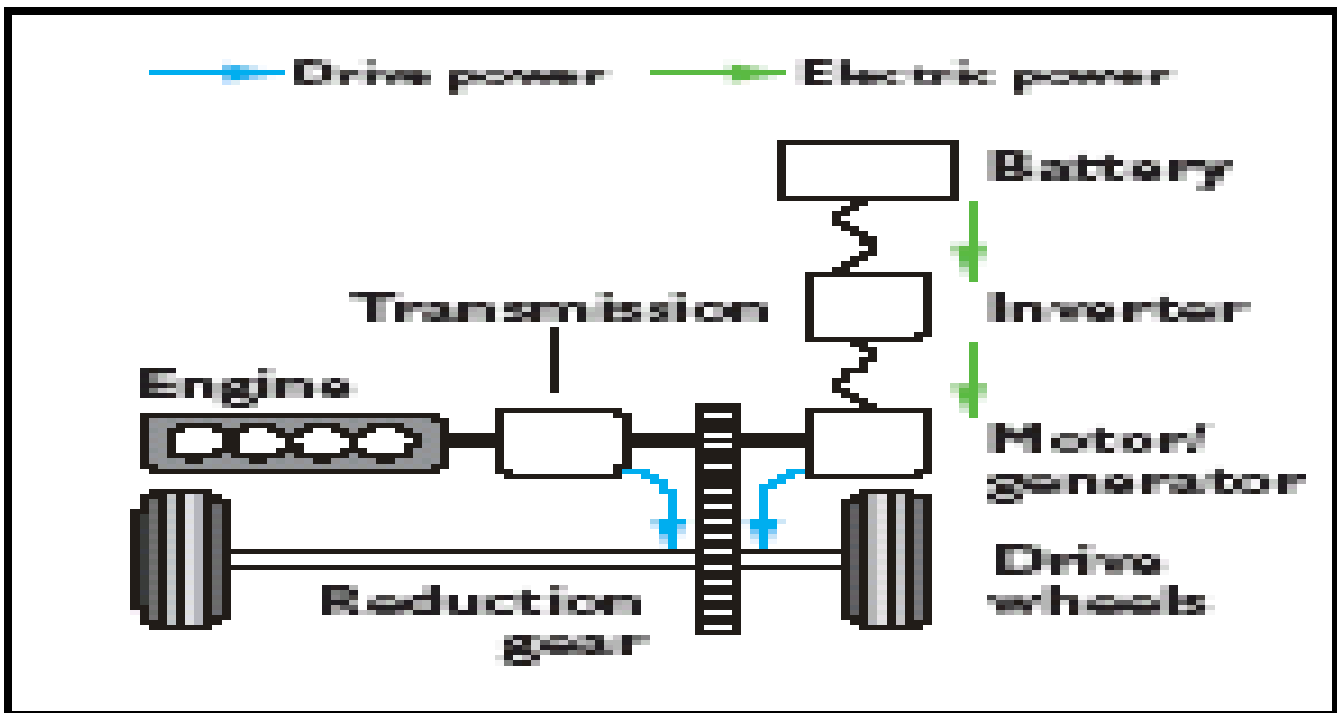 Drive power Electric power
Battery
Transmission
Inverter
Engine
Motor/
generator
Drive
wheels
Reduction
gear